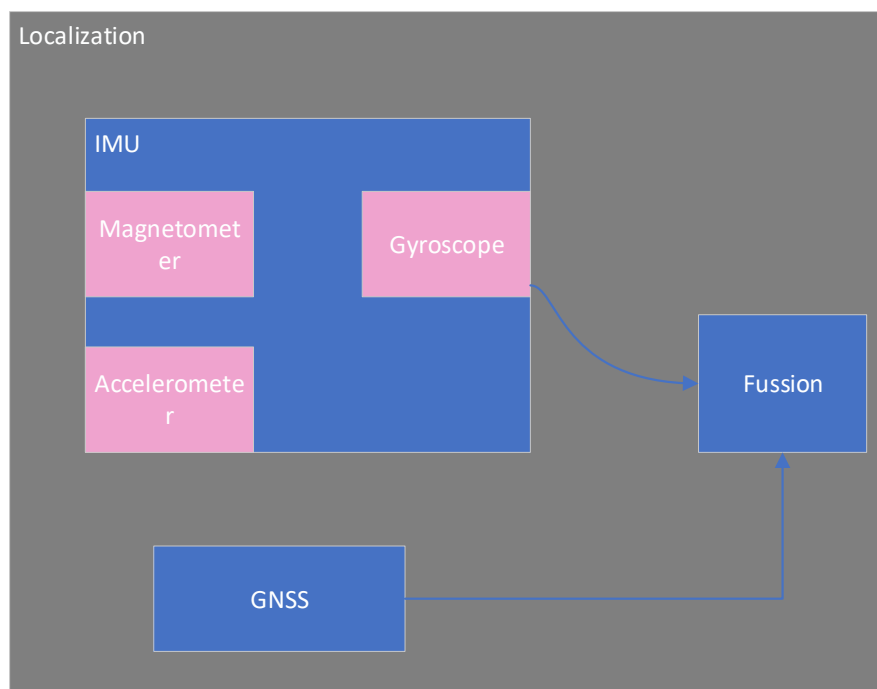 Localization
IMU
Magnetomet
er
Gyroscope
Acceleromete
r
Fussion
GNSS